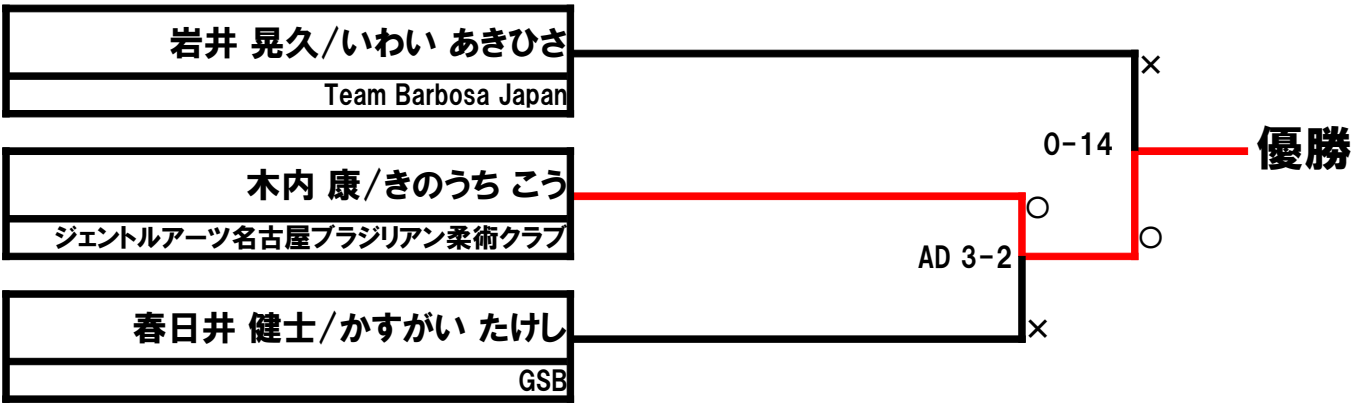 岩井 晃久/いわい あきひさ
Team Barbosa Japan
×
0-14
優勝
木内 康/きのうち こう
ジェントルアーツ名古屋ブラジリアン柔術クラブ
○
○
AD 3-2
春日井 健士/かすがい たけし
×
GSB